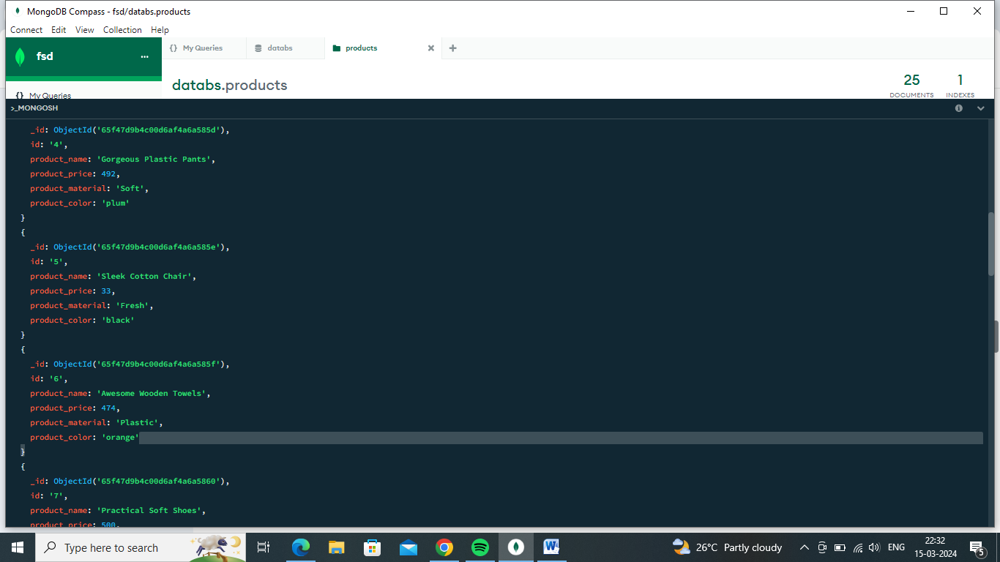 MongoDB Compass - fsd/databs.products
Connect Edit View Collection Help
fsd
{} My Queries
databs
products
databs.products
25
DOCUMENTS
1
INDEXES
{} My Queries
>_MONGOSH
_id: ObjectId('65f47d9b4c00d6af4a6a585d'),
id: '4',
product_name: 'Gorgeous Plastic Pants',
product_price: 492,
product_material: 'Soft',
product_color: 'plum'
}
{
_id: ObjectId('65f47d9b4c00d6af4a6a585e'),
id: '5',
product_name: 'Sleek Cotton Chair',
product_price: 33,
product_material: 'Fresh',
product_color: 'black'
}
{
_id: ObjectId('65f47d9b4c00d6af4a6a585f'),
id: '6',
product_name: 'Awesome Wooden Towels',
product_price: 474,
product_material: 'Plastic',
product_color: 'orange'
}
{
_id: ObjectId('65f47d9b4c00d6af4a6a5860'),
id: '7',
product_name: 'Practical Soft Shoes',
product_price: 500,
Type here to search
26°C Partly cloudy
ENG
22:32
15-03-2024
5